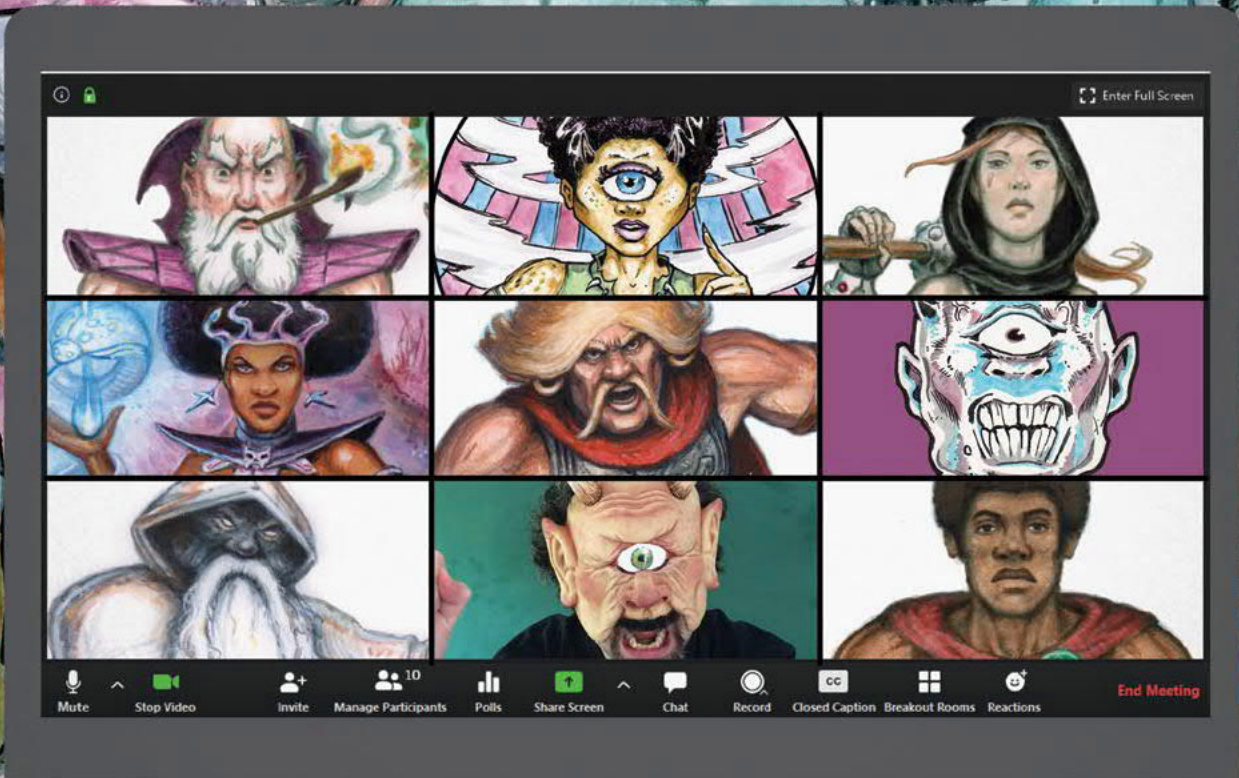 Enter Full Screen
10
CC
Mute
Stop Video
Invite
Manage Participants
Polls
Share Screen
Chat
Record
Closed Caption
Breakout Rooms
Reactions
End Meeting